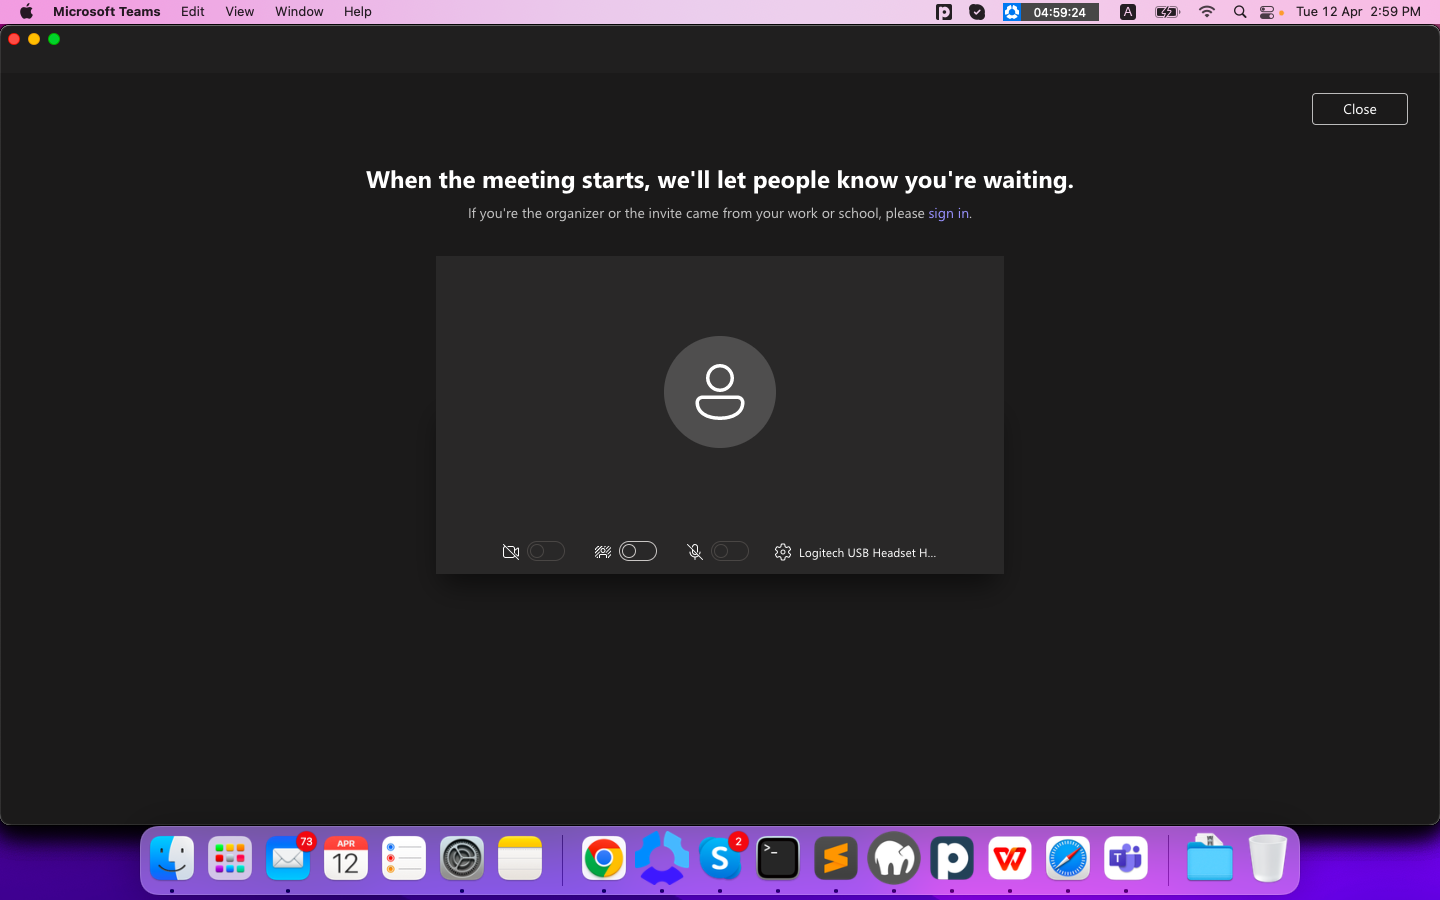 Microsoft Teams Edit View Window Help 04:59:24 A Tue 12 Apr 2:59 PM
Close
When the meeting starts, we'll let people know you're waiting.
If you're the organizer or the invite came from your work or school, please sign in.
Logitech USB Headset H...
73
APR
12
S
2
>_